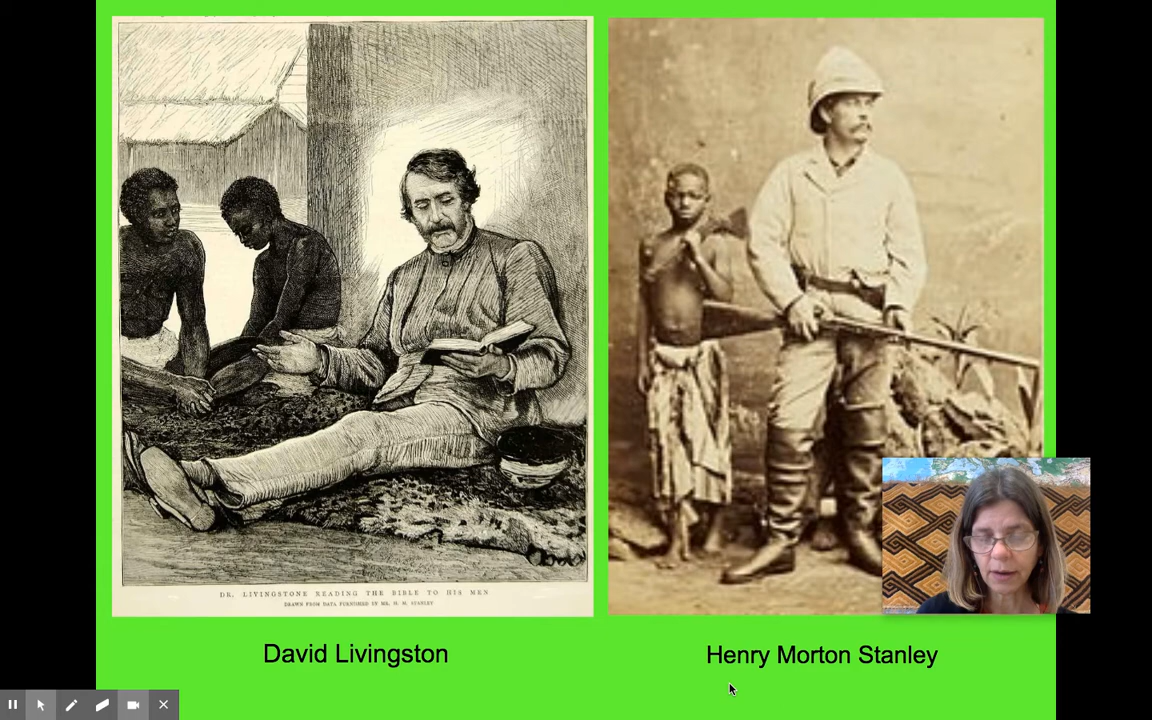 DR. LIVINGSTONE READING THE BIBLE TO HIS MEN
DRAWN FROM DATA FURNISHED BY MR. H. M. STANLEY
David Livingston
Henry Morton Stanley